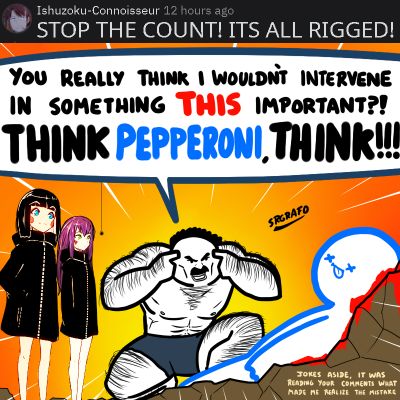 Ishuzoku-Connoisseur 12 hours ago
STOP THE COUNT! ITS ALL RIGGED!
YOU REALLY THINK I WOULDN'T INTERVENE
IN SOMETHING THIS IMPORTANT?!
THINK PEPPERONI, THINK!!!
SRGRAFO
JOKES ASIDE, IT WAS
READING YOUR COMMENTS WHAT
MADE ME REALIZE THE MISTAKE